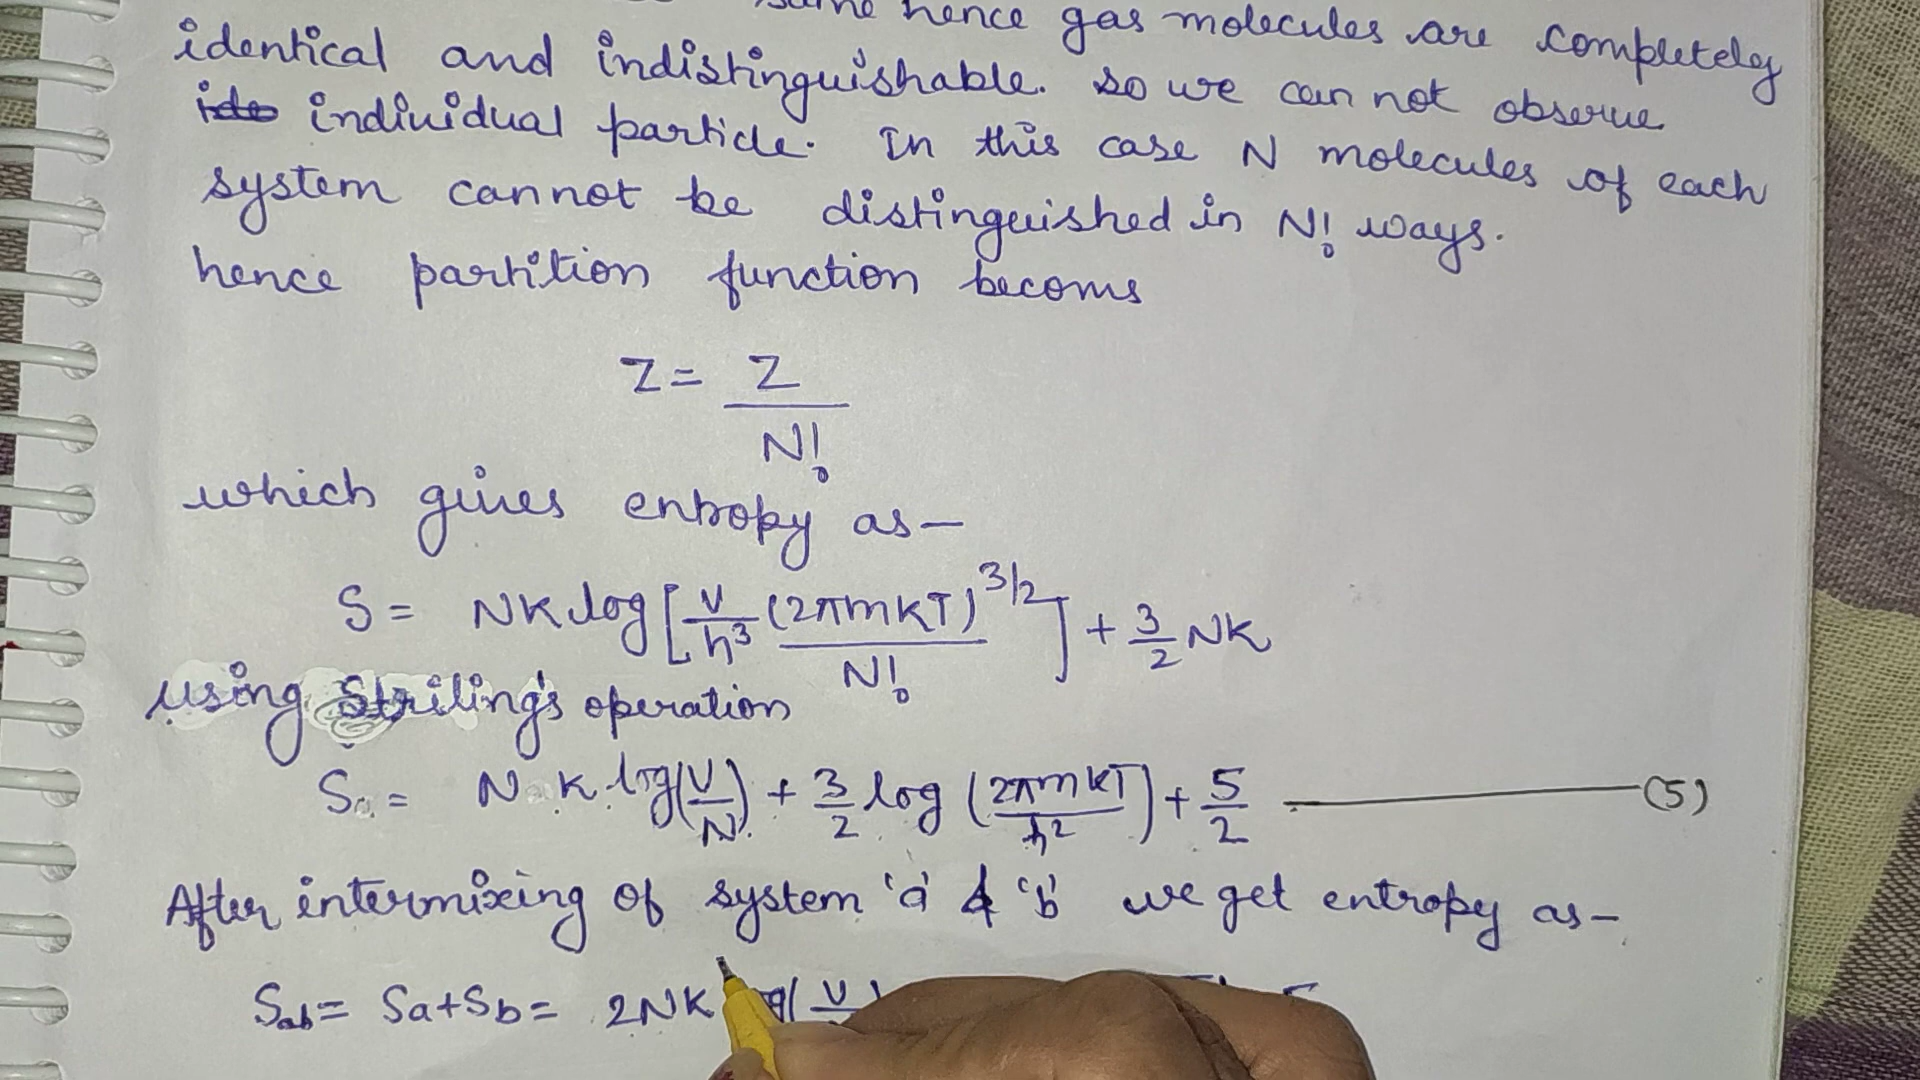 same hence gas molecules are completely
identical and indistinguishable. so we can not observe
individual particle. In this case N molecules of each
system cannot be distinguished in N! ways.
hence partition function becoms
Z = Z / N!
which gives entropy as—
S = NK log [V/h³ (2πmKT)^3/2 / N!] + 3/2 NK
using Striling's operation
Sa = N K log(V/N) + 3/2 log (2πmKT/h²) + 5/2 —— (5)
After intermixing of system 'a' & 'b' we get entropy as—
Sab = Sa+Sb = 2NK